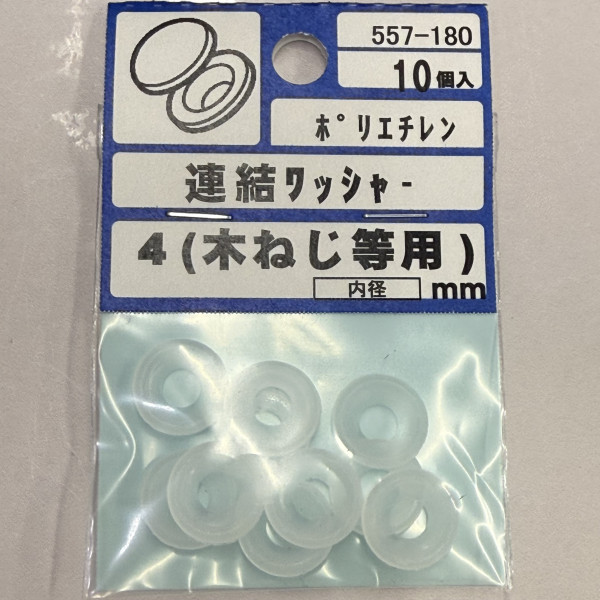 557-180
10個入
ﾎﾟﾘｴﾁﾚﾝ
連結ﾜｯｼｬｰ
4(木ねじ等用)
内径 mm